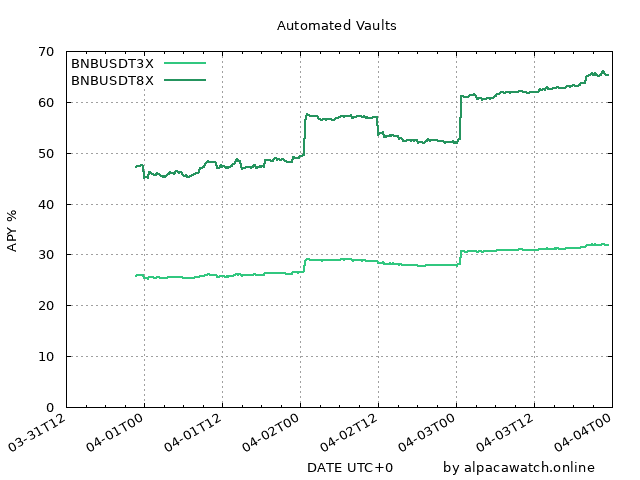 Automated Vaults
BNBUSDT3X
BNBUSDT8X
APY %
70
60
50
40
30
20
10
0
03-31T12
04-01T00
04-01T12
04-02T00
04-02T12
04-03T00
04-03T12
04-04T00
DATE UTC+0
by alpacawatch.online